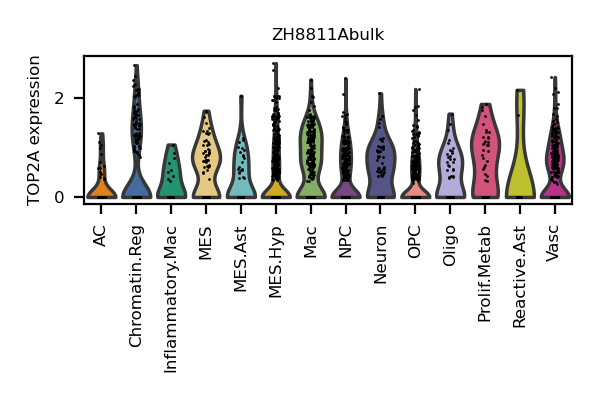 ZH8811Abulk
TOP2A expression
2
0
AC
Chromatin.Reg
Inflammatory.Mac
MES
MES.Ast
MES.Hyp
Mac
NPC
Neuron
OPC
Oligo
Prolif.Metab
Reactive.Ast
Vasc